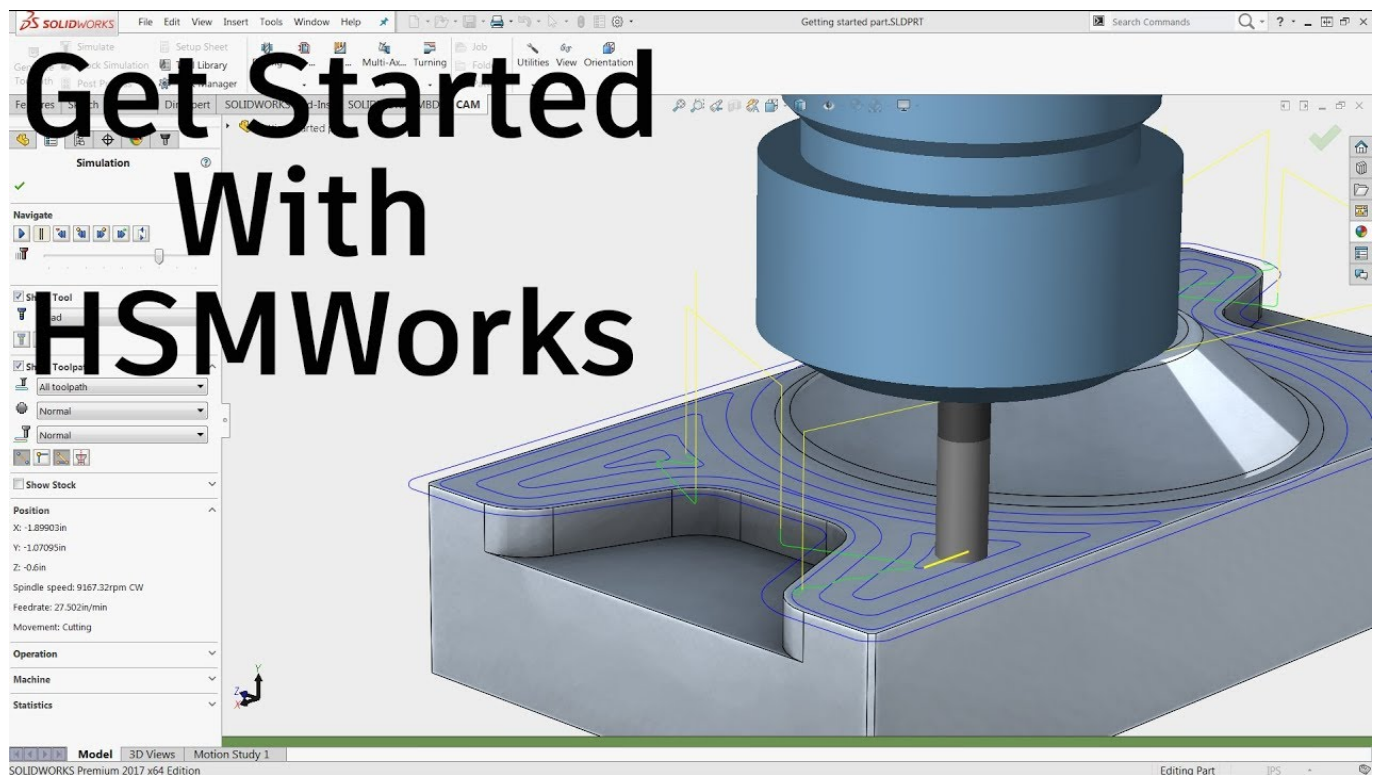 SOLIDWORKS File Edit View Insert Tools Window Help Getting started part.SLDPRT Search Commands
Simulate Setup Sheet Job
Library Multi-Ax... Turning Utilities View Orientation
Post
CAM
Get Started
With
HSMWorks
Simulation
Navigate
Tool
All toolpath
Normal
Normal
Show Stock
Position
X: -1.89903in
Y: -1.07095in
Z: -0.6in
Spindle speed: 9167.32rpm CW
Feedrate: 27.502in/min
Movement: Cutting
Operation
Machine
Statistics
Y
Z
X
Model 3D Views Motion Study 1
SOLIDWORKS Premium 2017 x64 Edition Editing Part IPS